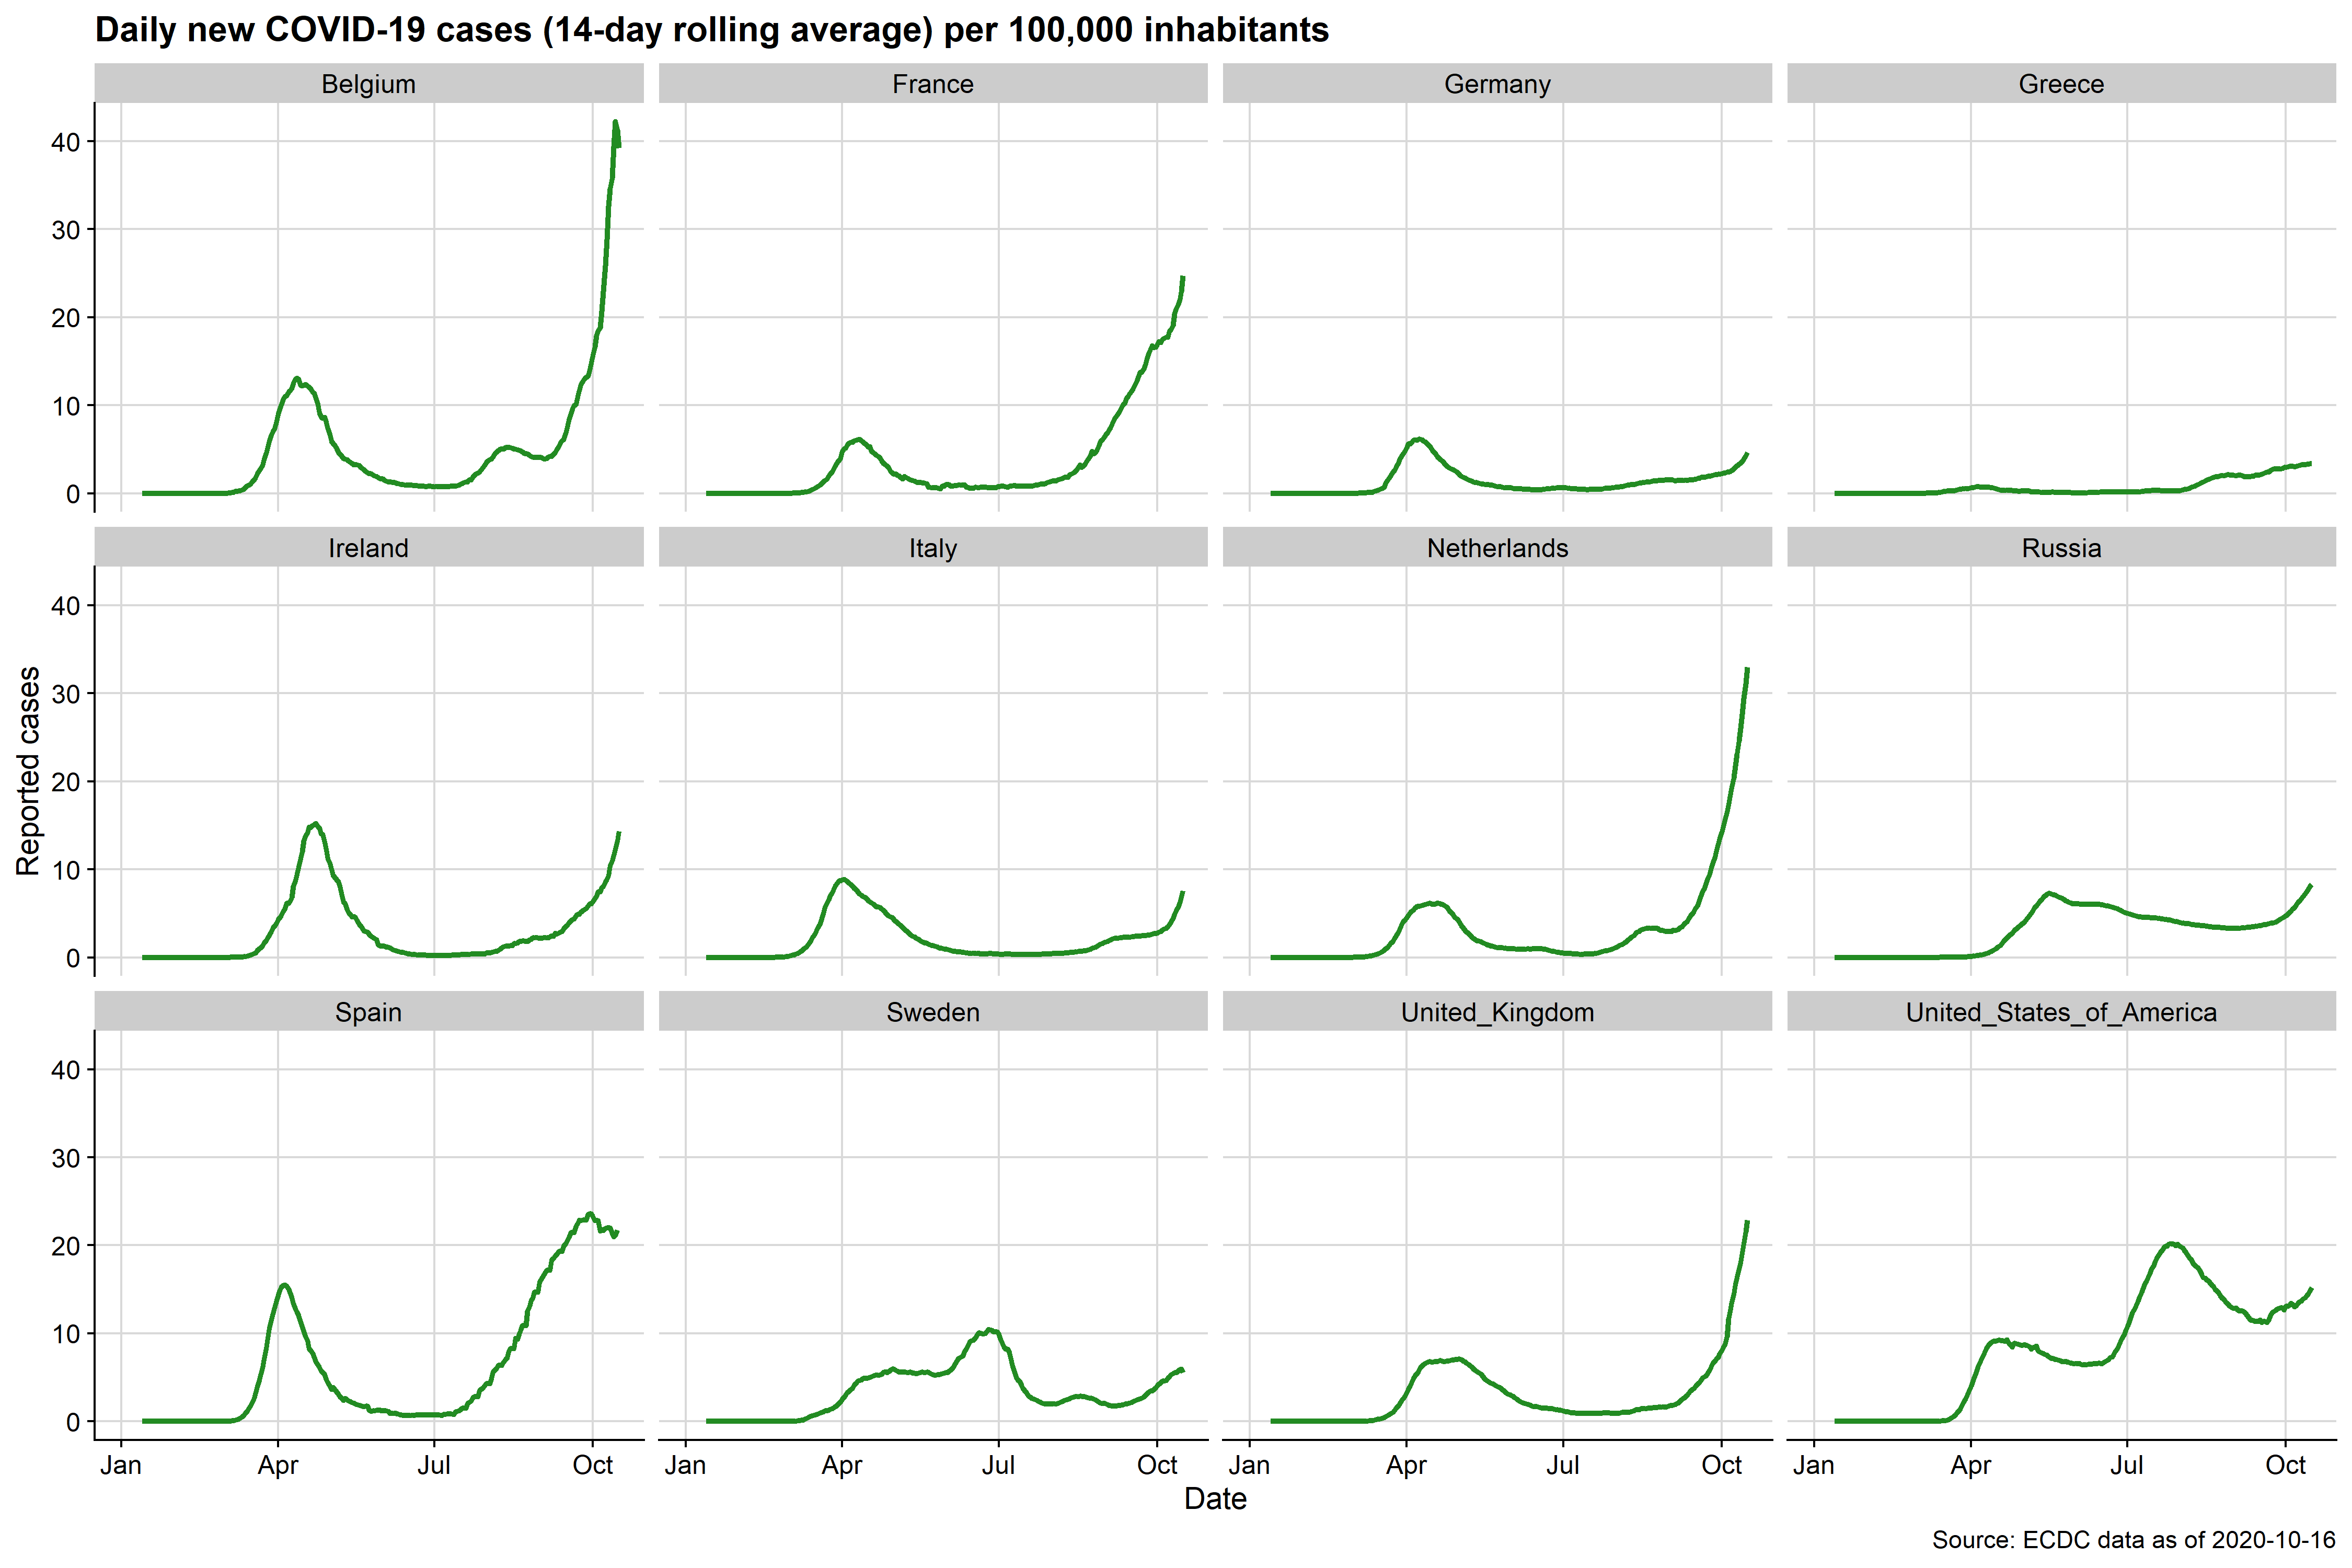 Daily new COVID-19 cases (14-day rolling average) per 100,000 inhabitants
Belgium France Germany Greece
40
30
20
10
0
Ireland Italy Netherlands Russia
40
30
20
10
0
Reported cases
Spain Sweden United_Kingdom United_States_of_America
40
30
20
10
0
Jan Apr Jul Oct Jan Apr Jul Oct Jan Apr Jul Oct Jan Apr Jul Oct
Date
Source: ECDC data as of 2020-10-16